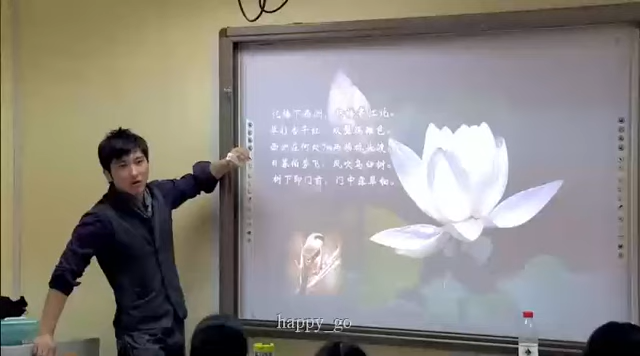 忆梅下西洲，折梅寄江北。
单衫杏子红，双鬓鸦雏色。
西洲在何处？两桨桥头渡。
日暮伯劳飞，风吹乌臼树。
树下即门前，门中露翠钿。
happy_go